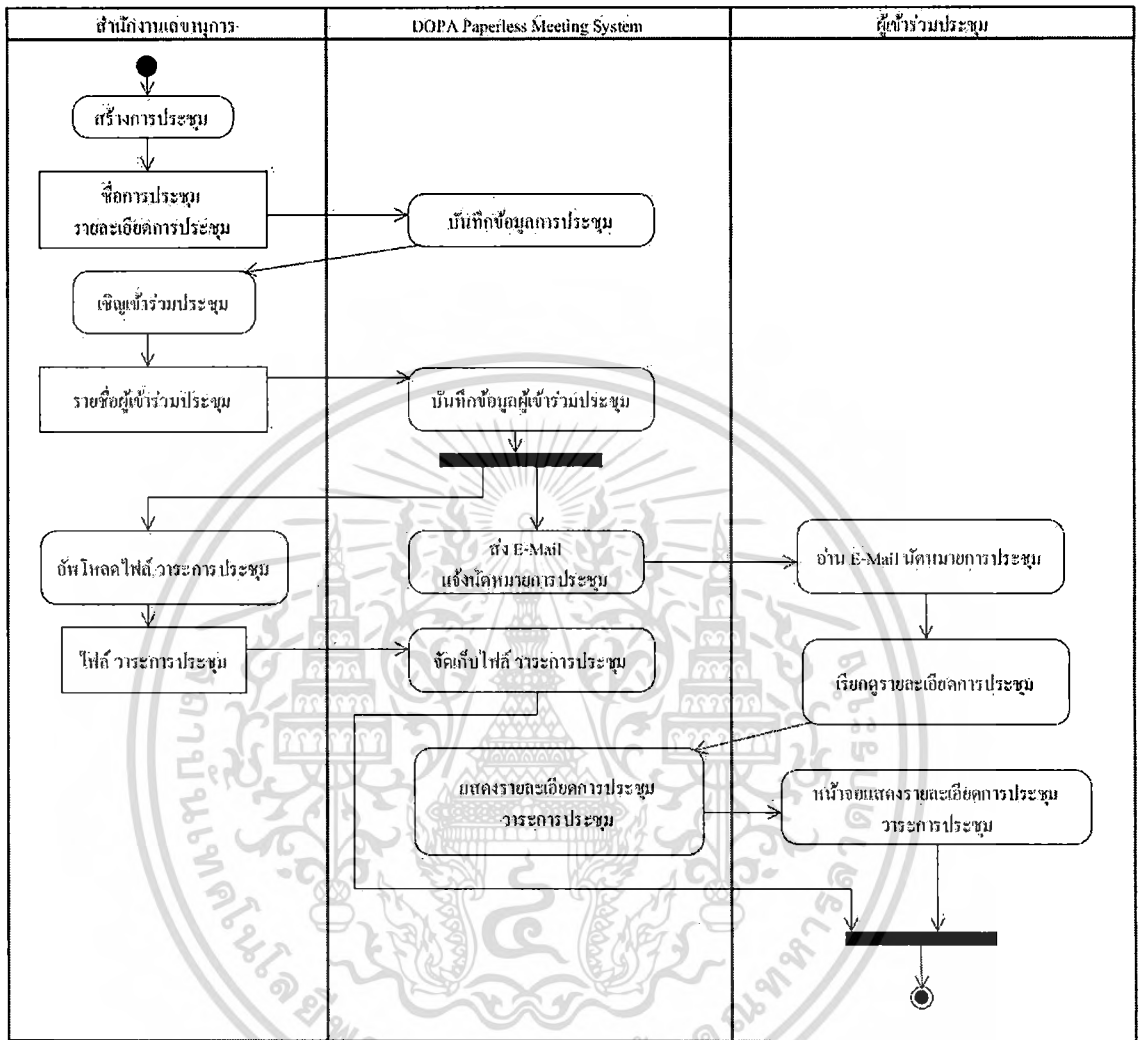 สำนักงานเลขานุการ
DOPA Paperless Meeting System
ผู้เข้าร่วมประชุม
สร้างการประชุม
ชื่อการประชุม
รายละเอียดการประชุม
บันทึกข้อมูลการประชุม
เชิญเข้าร่วมประชุม
รายชื่อผู้เข้าร่วมประชุม
บันทึกข้อมูลผู้เข้าร่วมประชุม
อัพโหลดไฟล์ วาระการประชุม
ส่ง E-Mail
แจ้งนัดหมายการประชุม
อ่าน E-Mail นัดหมายการประชุม
ไฟล์ วาระการประชุม
จัดเก็บไฟล์ วาระการประชุม
เรียกดูรายละเอียดการประชุม
แสดงรายละเอียดการประชุม
วาระการประชุม
หน้าจอแสดงรายละเอียดการประชุม
วาระการประชุม